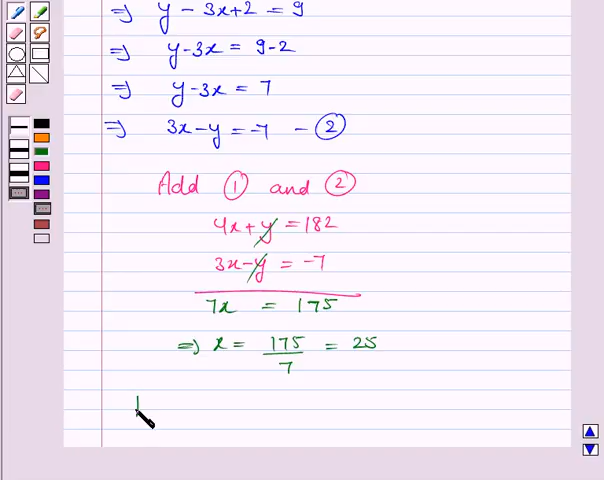 ⇒ y - 3x + 2 = 9
⇒ y - 3x = 9 - 2
⇒ y - 3x = 7
⇒ 3x - y = -7 - ②
Add ① and ②
4x + y = 182
3x - y = -7
7x = 175
⇒ x = 175/7 = 25